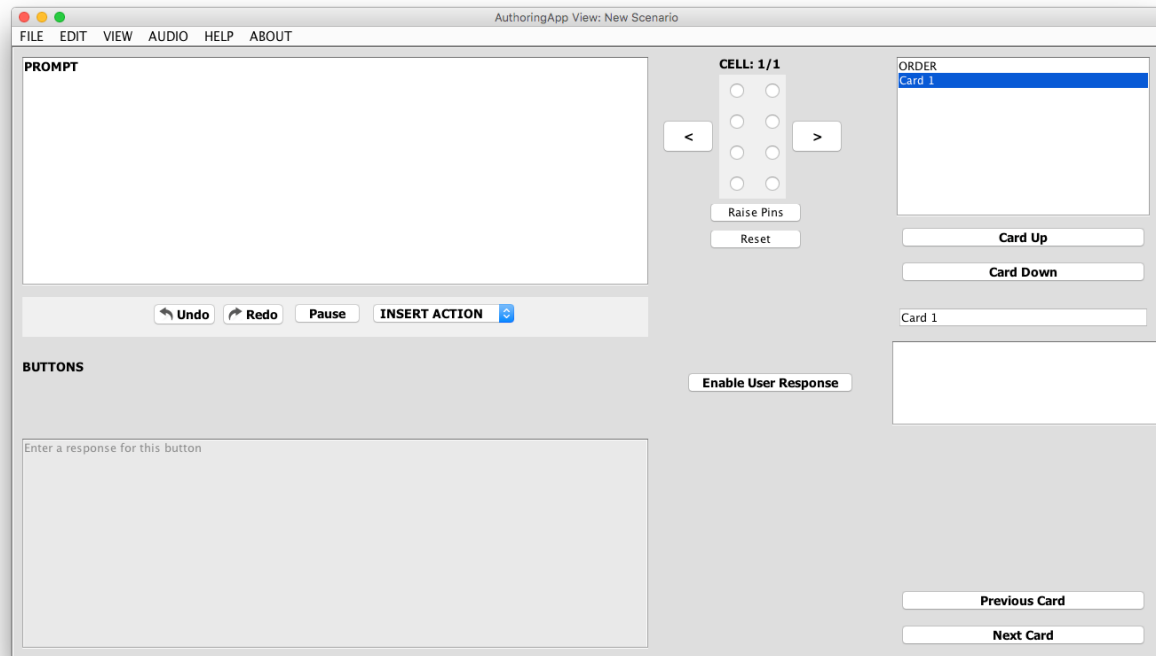 AuthoringApp View: New Scenario
FILE EDIT VIEW AUDIO HELP ABOUT
PROMPT
CELL: 1/1
<
>
Raise Pins
Reset
ORDER
Card 1
Card Up
Card Down
Card 1
Undo Redo Pause INSERT ACTION
BUTTONS
Enable User Response
Enter a response for this button
Previous Card
Next Card